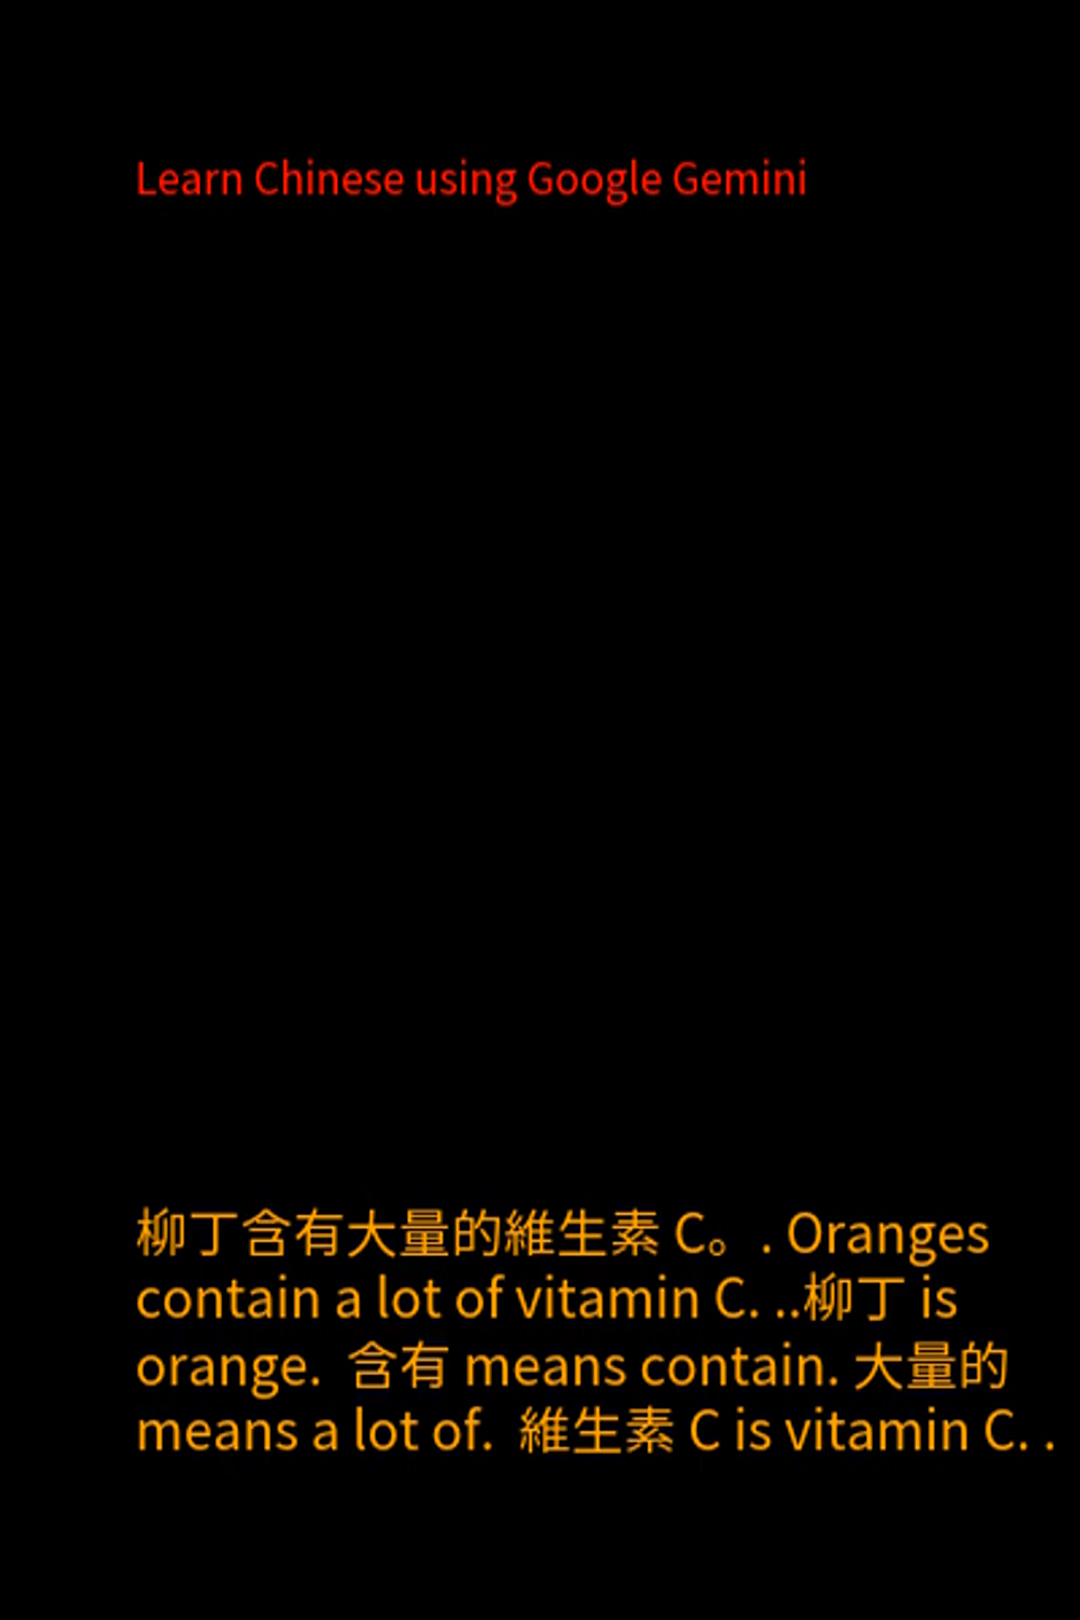 Learn Chinese using Google Gemini
柳丁含有大量的維生素 C。. Oranges
contain a lot of vitamin C. ..柳丁 is
orange.  含有 means contain. 大量的
means a lot of.  維生素 C is vitamin C. .